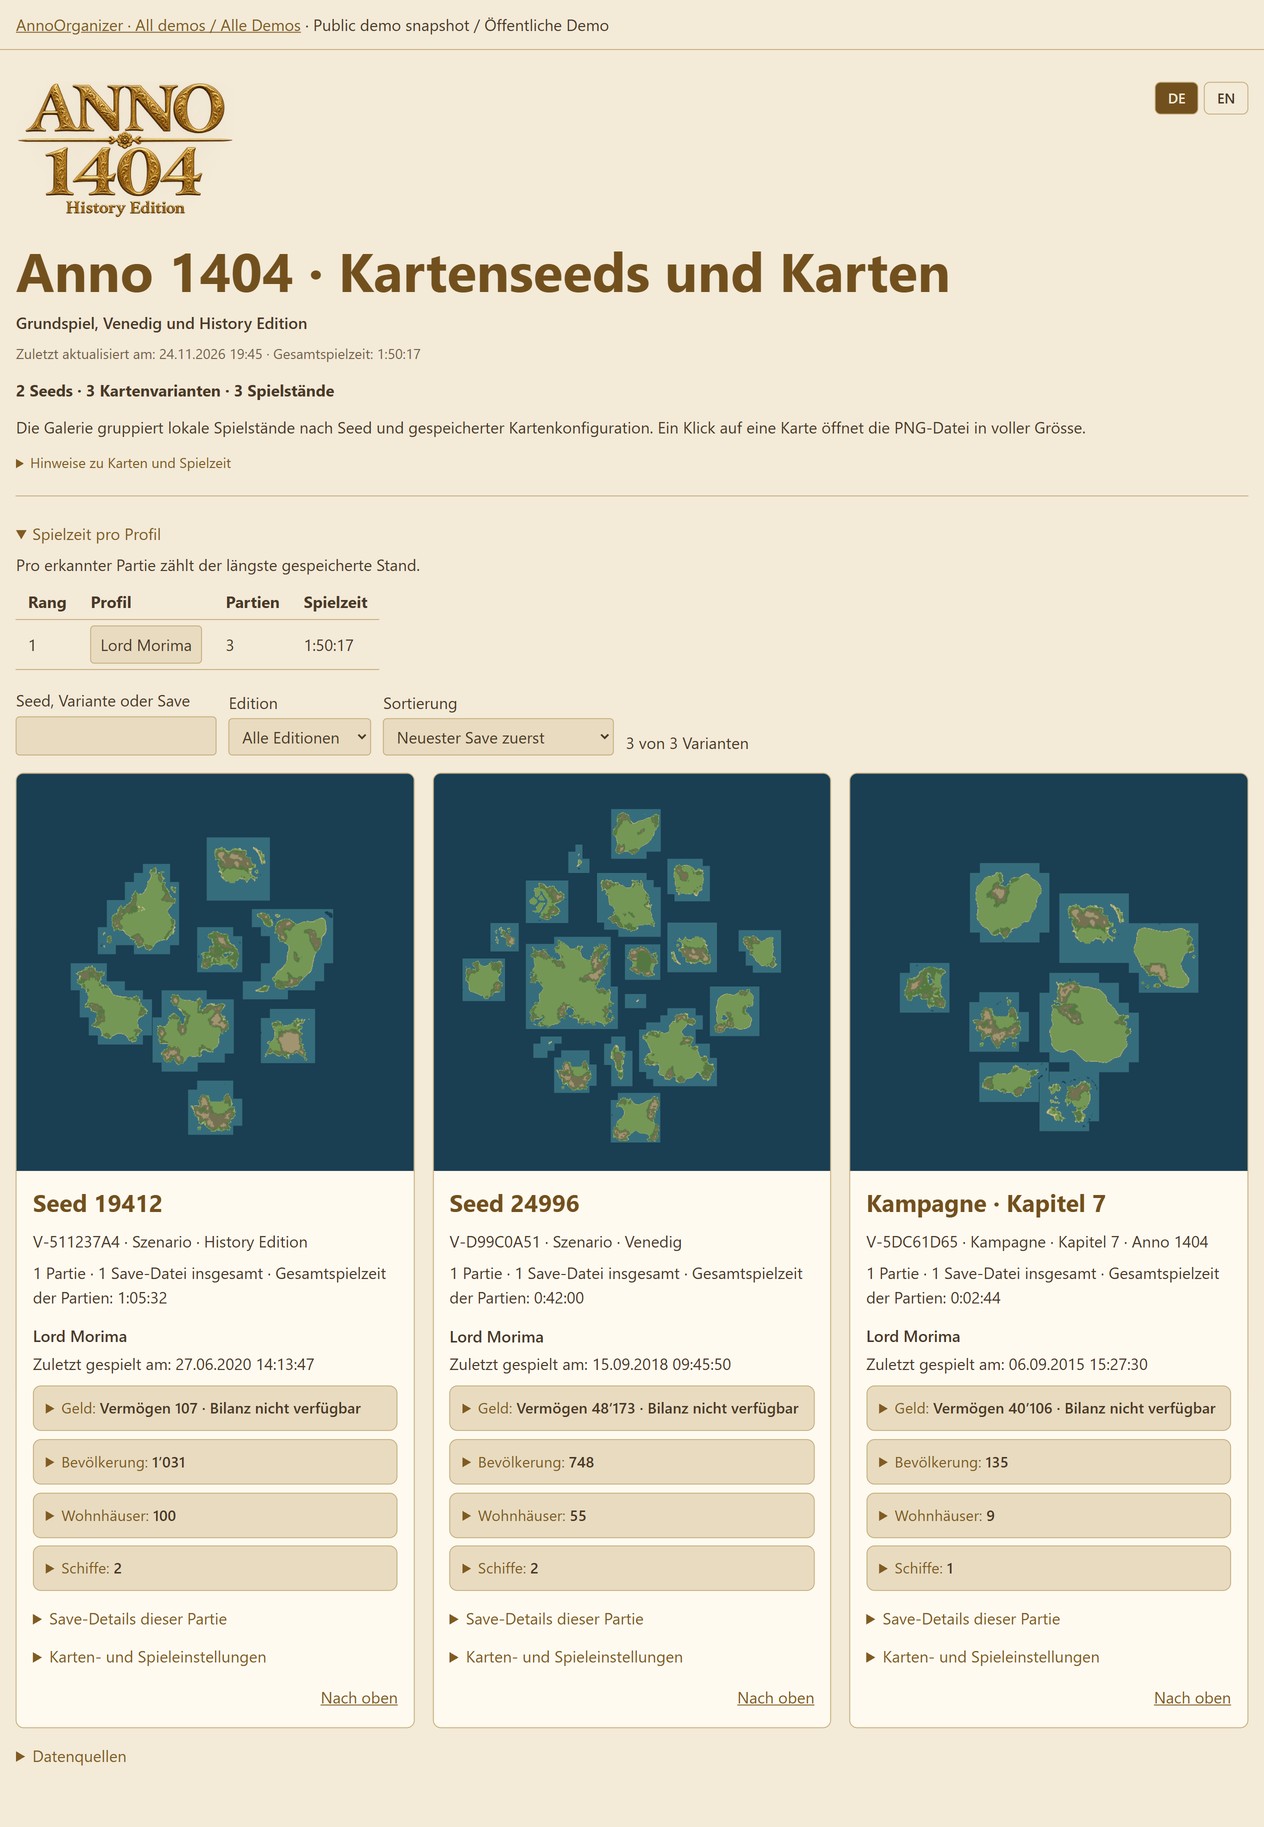 AnnoOrganizer · All demos / Alle Demos · Public demo snapshot / Öffentliche Demo
ANNO
1404
History Edition
DE EN
Anno 1404 · Kartenseeds und Karten
Grundspiel, Venedig und History Edition
Zuletzt aktualisiert am: 24.11.2026 19:45 · Gesamtspielzeit: 1:50:17
2 Seeds · 3 Kartenvarianten · 3 Spielstände
Die Galerie gruppiert lokale Spielstände nach Seed und gespeicherter Kartenkonfiguration. Ein Klick auf eine Karte öffnet die PNG-Datei in voller Grösse.
Hinweise zu Karten und Spielzeit
Spielzeit pro Profil
Pro erkannter Partie zählt der längste gespeicherte Stand.
Rang Profil Partien Spielzeit
1 Lord Morima 3 1:50:17
Seed, Variante oder Save Edition Sortierung
Alle Editionen Neuester Save zuerst 3 von 3 Varianten
Seed 19412
V-511237A4 · Szenario · History Edition
1 Partie · 1 Save-Datei insgesamt · Gesamtspielzeit
der Partien: 1:05:32
Lord Morima
Zuletzt gespielt am: 27.06.2020 14:13:47
Geld: Vermögen 107 · Bilanz nicht verfügbar
Bevölkerung: 1’031
Wohnhäuser: 100
Schiffe: 2
Save-Details dieser Partie
Karten- und Spieleinstellungen
Nach oben
Seed 24996
V-D99C0A51 · Szenario · Venedig
1 Partie · 1 Save-Datei insgesamt · Gesamtspielzeit
der Partien: 0:42:00
Lord Morima
Zuletzt gespielt am: 15.09.2018 09:45:50
Geld: Vermögen 48’173 · Bilanz nicht verfügbar
Bevölkerung: 748
Wohnhäuser: 55
Schiffe: 2
Save-Details dieser Partie
Karten- und Spieleinstellungen
Nach oben
Kampagne · Kapitel 7
V-5DC61D65 · Kampagne · Kapitel 7 · Anno 1404
1 Partie · 1 Save-Datei insgesamt · Gesamtspielzeit
der Partien: 0:02:44
Lord Morima
Zuletzt gespielt am: 06.09.2015 15:27:30
Geld: Vermögen 40’106 · Bilanz nicht verfügbar
Bevölkerung: 135
Wohnhäuser: 9
Schiffe: 1
Save-Details dieser Partie
Karten- und Spieleinstellungen
Nach oben
Datenquellen